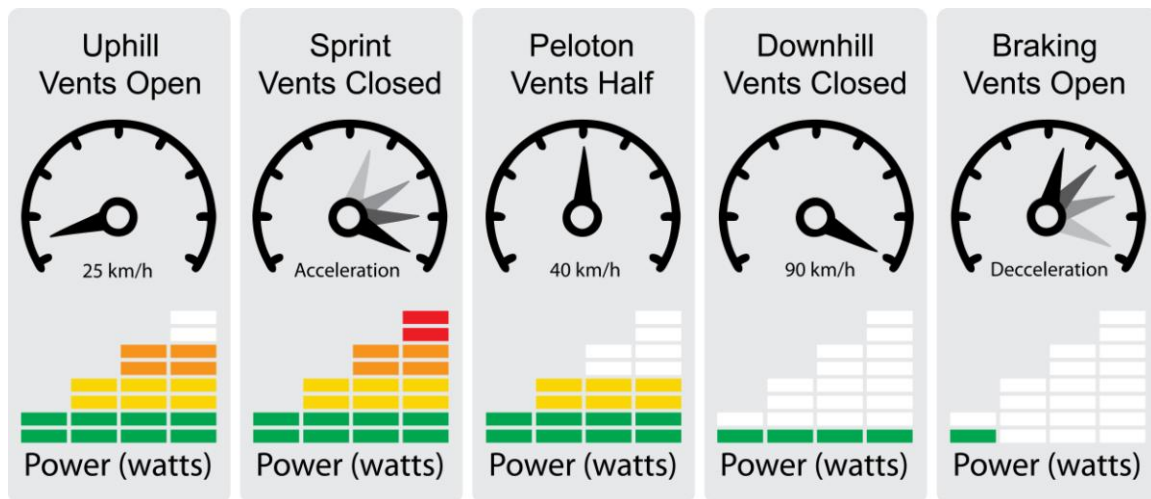 Uphill
Vents Open
25 km/h
Power (watts)
Sprint
Vents Closed
Acceleration
Power (watts)
Peloton
Vents Half
40 km/h
Power (watts)
Downhill
Vents Closed
90 km/h
Power (watts)
Braking
Vents Open
Decceleration
Power (watts)